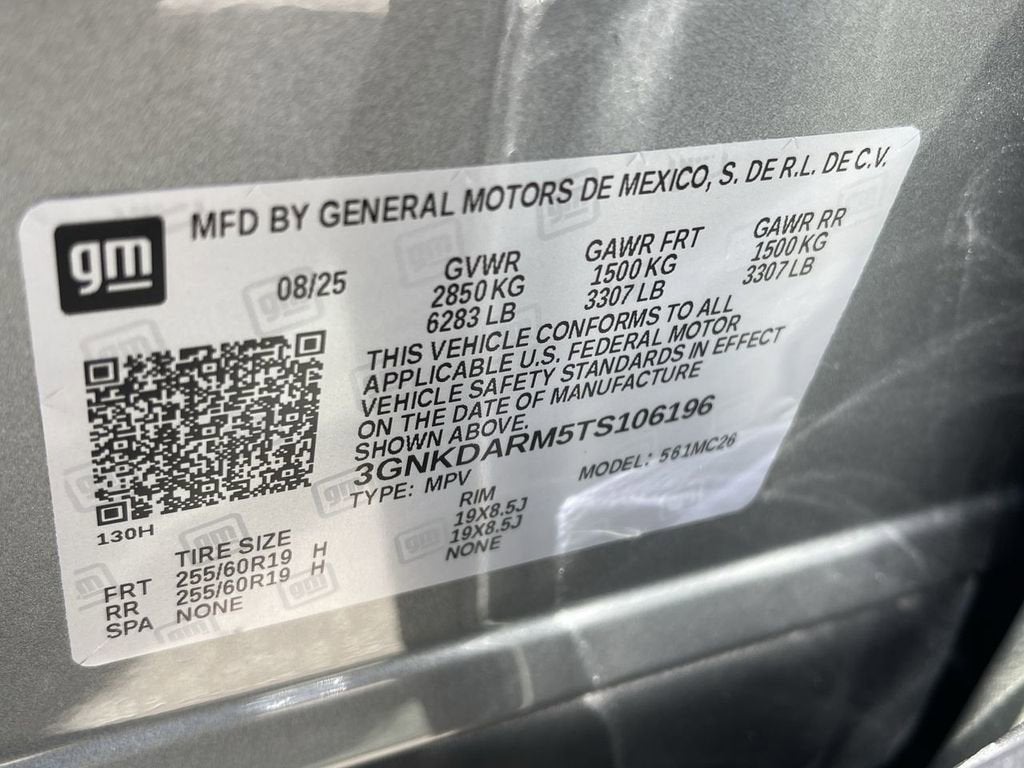 gm
MFD BY GENERAL MOTORS DE MEXICO, S. DE R.L. DE C.V.
08/25
GVWR
2850 KG
6283 LB
GAWR FRT
1500 KG
3307 LB
GAWR RR
1500 KG
3307 LB
THIS VEHICLE CONFORMS TO ALL
APPLICABLE U.S. FEDERAL MOTOR
VEHICLE SAFETY STANDARDS IN EFFECT
ON THE DATE OF MANUFACTURE
SHOWN ABOVE.
3GNKDARM5TS106196
TYPE: MPV
MODEL: 561MC26
130H
TIRE SIZE
RIM
FRT 255/60R19 H 19X8.5J
RR 255/60R19 H 19X8.5J
SPA NONE NONE